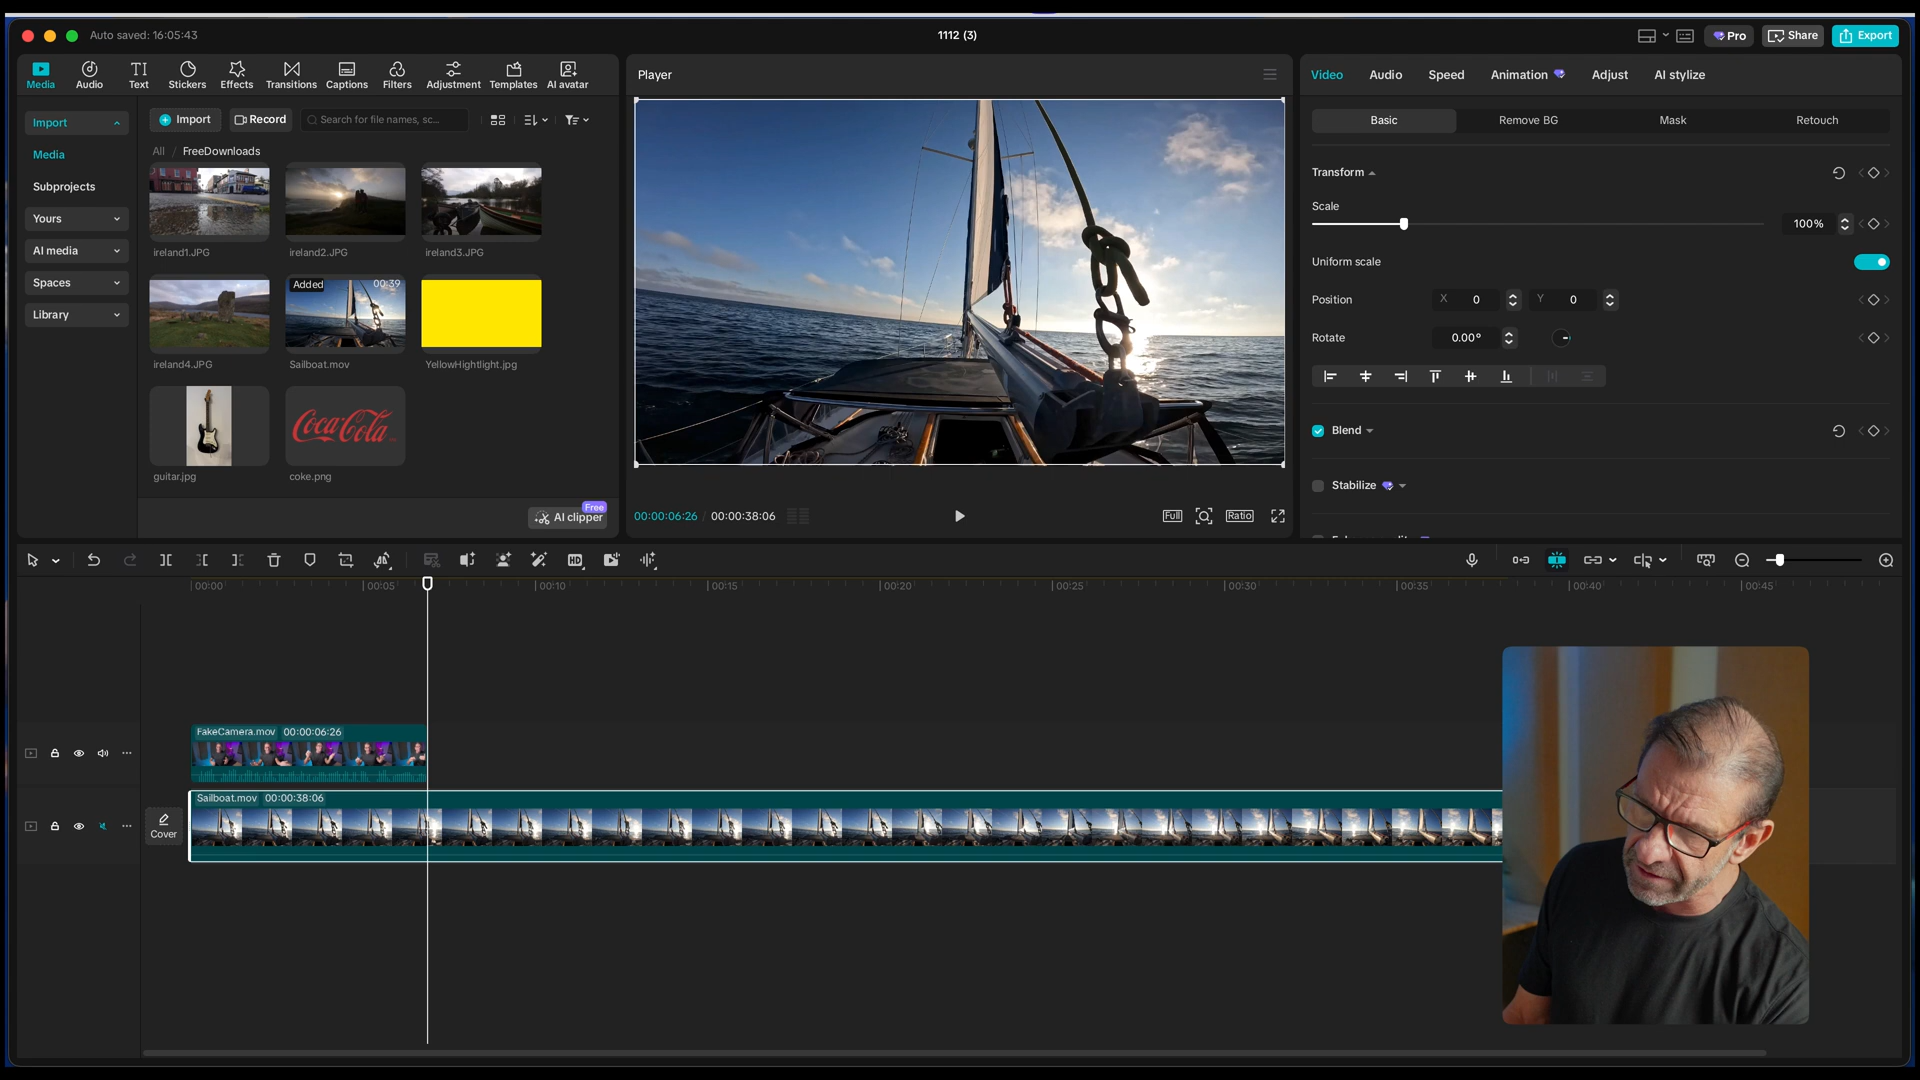 Auto saved: 16:05:43
1112 (3)
Pro
Share
Export
Media
Audio
Text
Stickers
Effects
Transitions
Captions
Filters
Adjustment
Templates
AI avatar
Import
Media
Subprojects
Yours
AI media
Spaces
Library
Import
Record
Search for file names, sc...
All / FreeDownloads
ireland1.JPG
ireland2.JPG
ireland3.JPG
Added
00:39
ireland4.JPG
Sailboat.mov
YellowHightlight.jpg
Coca-Cola
guitar.jpg
coke.png
Free
AI clipper
Player
00:00:06:26 / 00:00:38:06
Full
Ratio
Video
Audio
Speed
Animation
Adjust
AI stylize
Basic
Remove BG
Mask
Retouch
Transform
Scale
100%
Uniform scale
Position
X 0
Y 0
Rotate
0.00°
Blend
Stabilize
HD
00:00
00:05
00:10
00:15
00:20
00:25
00:30
00:35
00:40
00:45
FakeCamera.mov 00:00:06:26
Sailboat.mov 00:00:38:06
Cover